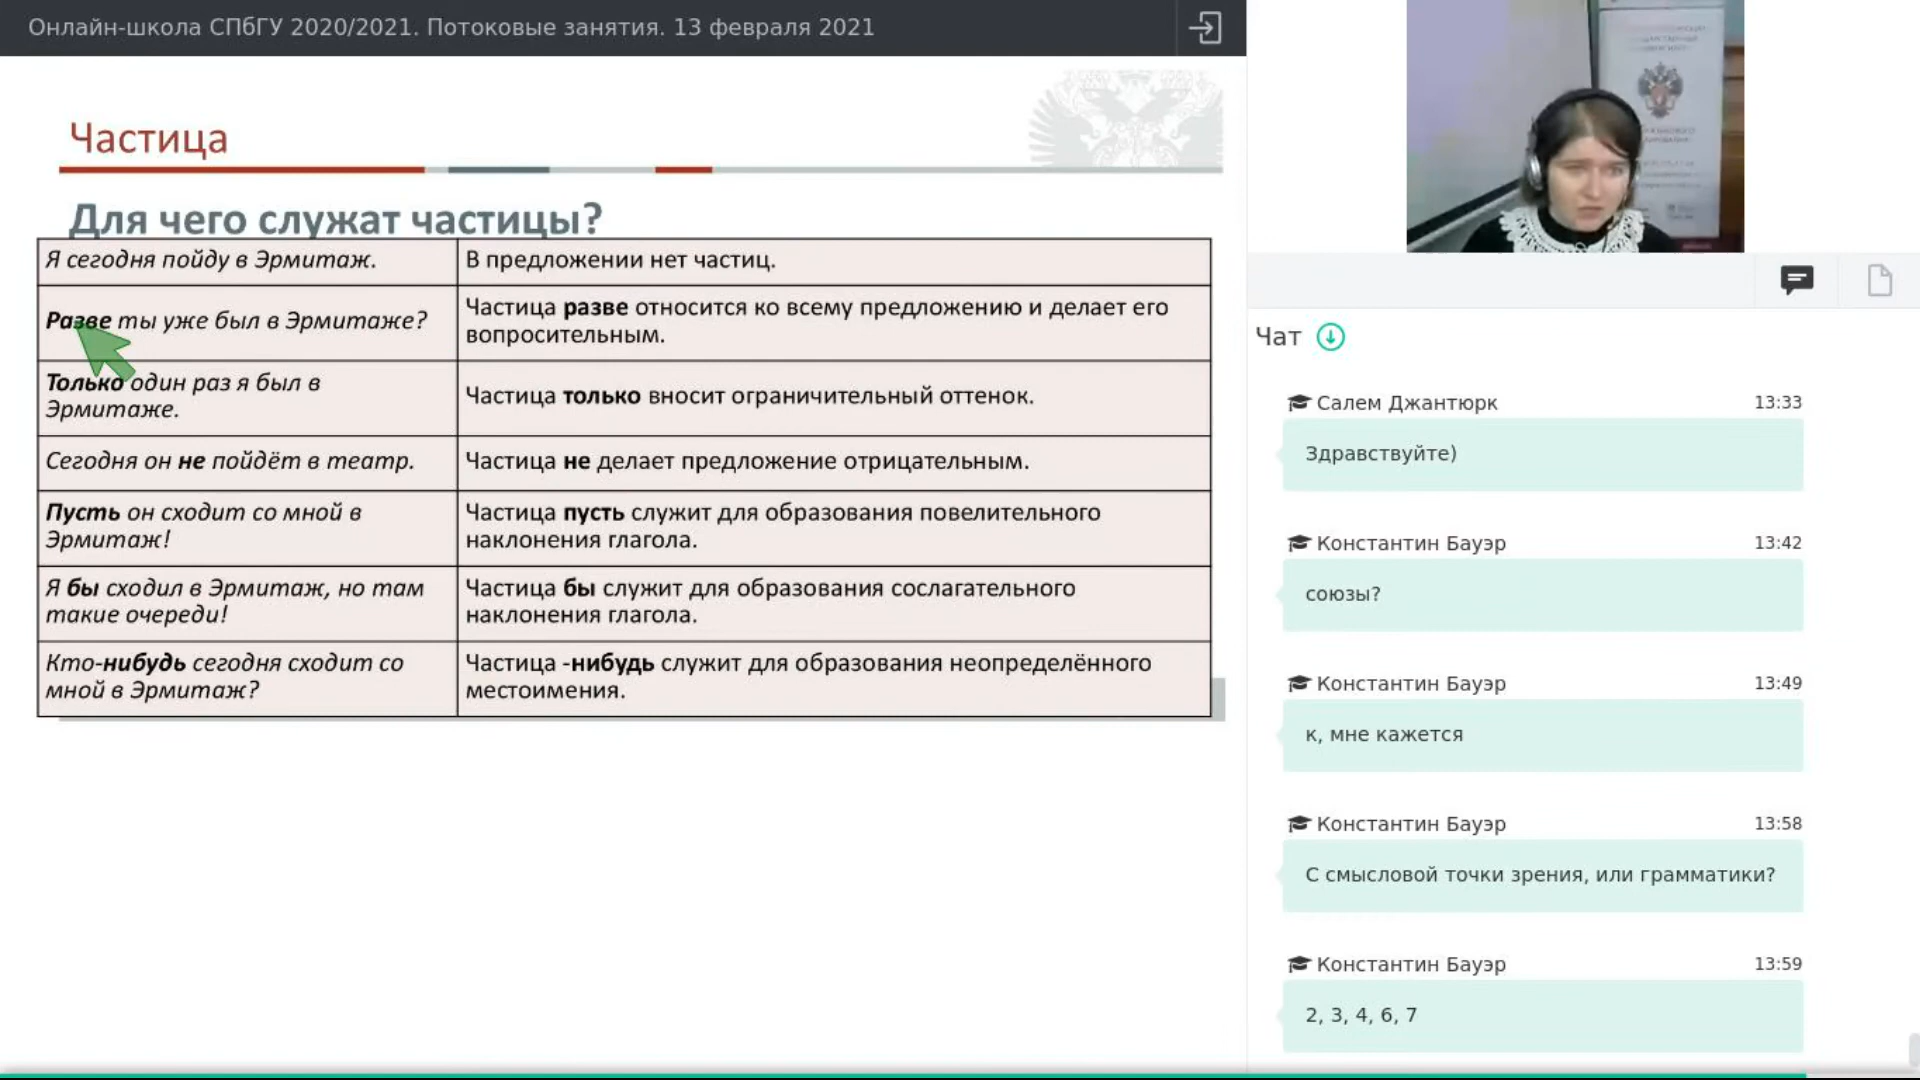 Онлайн-школа СПбГУ 2020/2021. Потоковые занятия. 13 февраля 2021
Частица
Для чего служат частицы?
Я сегодня пойду в Эрмитаж.
В предложении нет частиц.
Разве ты уже был в Эрмитаже?
Частица разве относится ко всему предложению и делает его
вопросительным.
Только один раз я был в
Эрмитаже.
Частица только вносит ограничительный оттенок.
Сегодня он не пойдёт в театр.
Частица не делает предложение отрицательным.
Пусть он сходит со мной в
Эрмитаж!
Частица пусть служит для образования повелительного
наклонения глагола.
Я бы сходил в Эрмитаж, но там
такие очереди!
Частица бы служит для образования сослагательного
наклонения глагола.
Кто-нибудь сегодня сходит со
мной в Эрмитаж?
Частица -нибудь служит для образования неопределённого
местоимения.
Чат
Салем Джантюрк 13:33
Здравствуйте)
Константин Бауэр 13:42
союзы?
Константин Бауэр 13:49
к, мне кажется
Константин Бауэр 13:58
С смысловой точки зрения, или грамматики?
Константин Бауэр 13:59
2, 3, 4, 6, 7